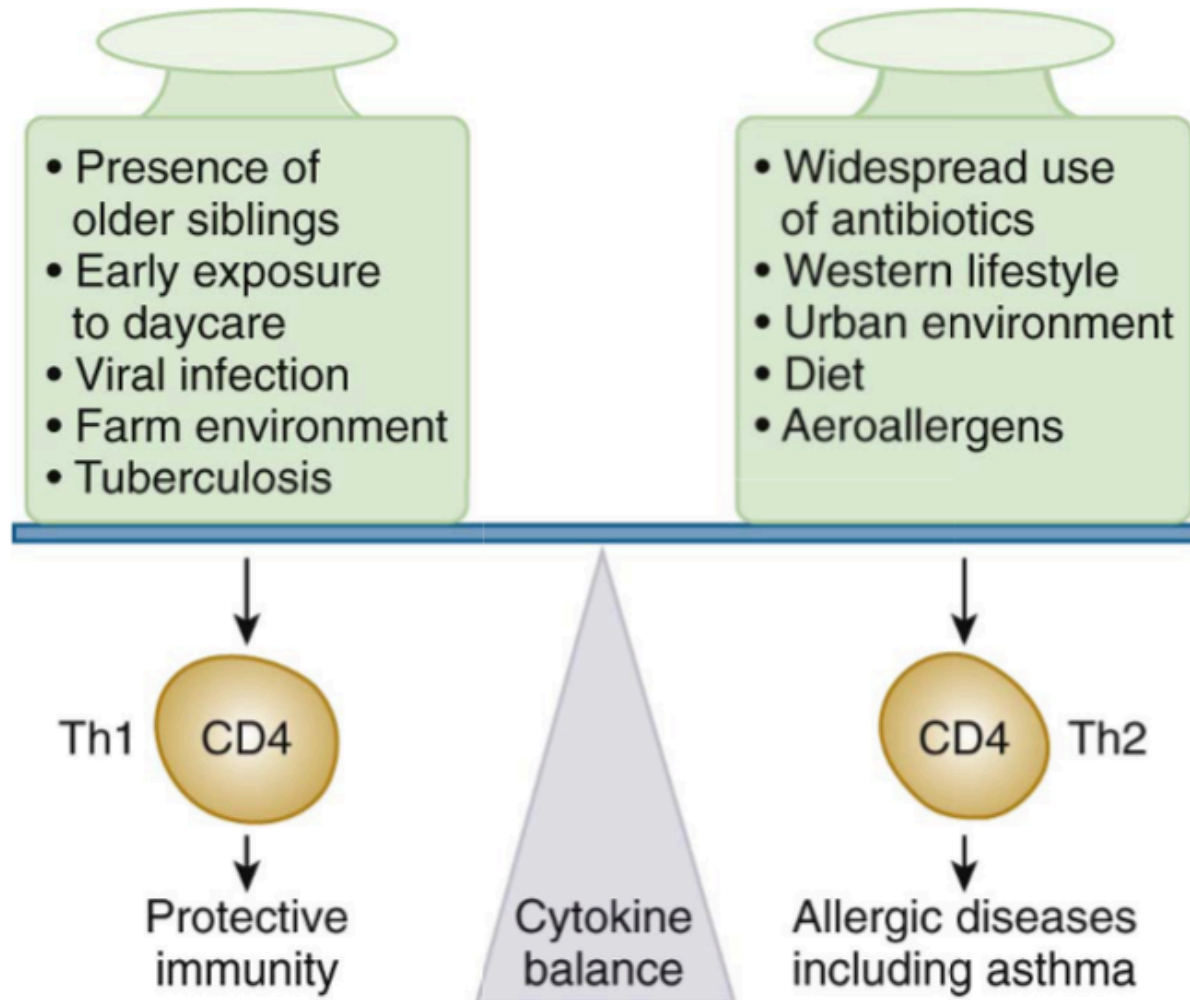 • Presence of
older siblings
• Early exposure
to daycare
• Viral infection
• Farm environment
• Tuberculosis
• Widespread use
of antibiotics
• Western lifestyle
• Urban environment
• Diet
• Aeroallergens
Th1
CD4
CD4
Th2
Protective
immunity
Cytokine
balance
Allergic diseases
including asthma